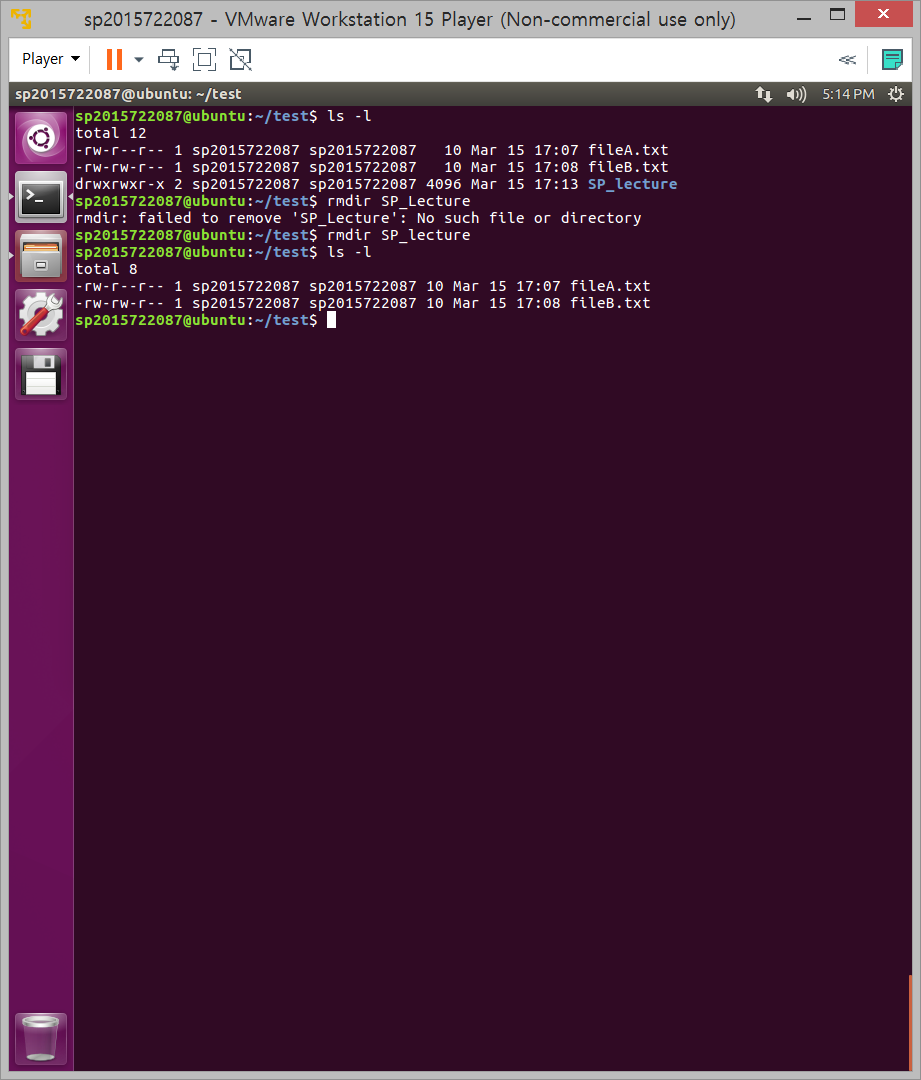 sp2015722087 - VMware Workstation 15 Player (Non-commercial use only)
Player
sp2015722087@ubuntu: ~/test 5:14 PM
sp2015722087@ubuntu:~/test$ ls -l
total 12
-rw-r--r-- 1 sp2015722087 sp2015722087   10 Mar 15 17:07 fileA.txt
-rw-rw-r-- 1 sp2015722087 sp2015722087   10 Mar 15 17:08 fileB.txt
drwxrwxr-x 2 sp2015722087 sp2015722087 4096 Mar 15 17:13 SP_lecture
sp2015722087@ubuntu:~/test$ rmdir SP_Lecture
rmdir: failed to remove 'SP_Lecture': No such file or directory
sp2015722087@ubuntu:~/test$ rmdir SP_lecture
sp2015722087@ubuntu:~/test$ ls -l
total 8
-rw-r--r-- 1 sp2015722087 sp2015722087 10 Mar 15 17:07 fileA.txt
-rw-rw-r-- 1 sp2015722087 sp2015722087 10 Mar 15 17:08 fileB.txt
sp2015722087@ubuntu:~/test$